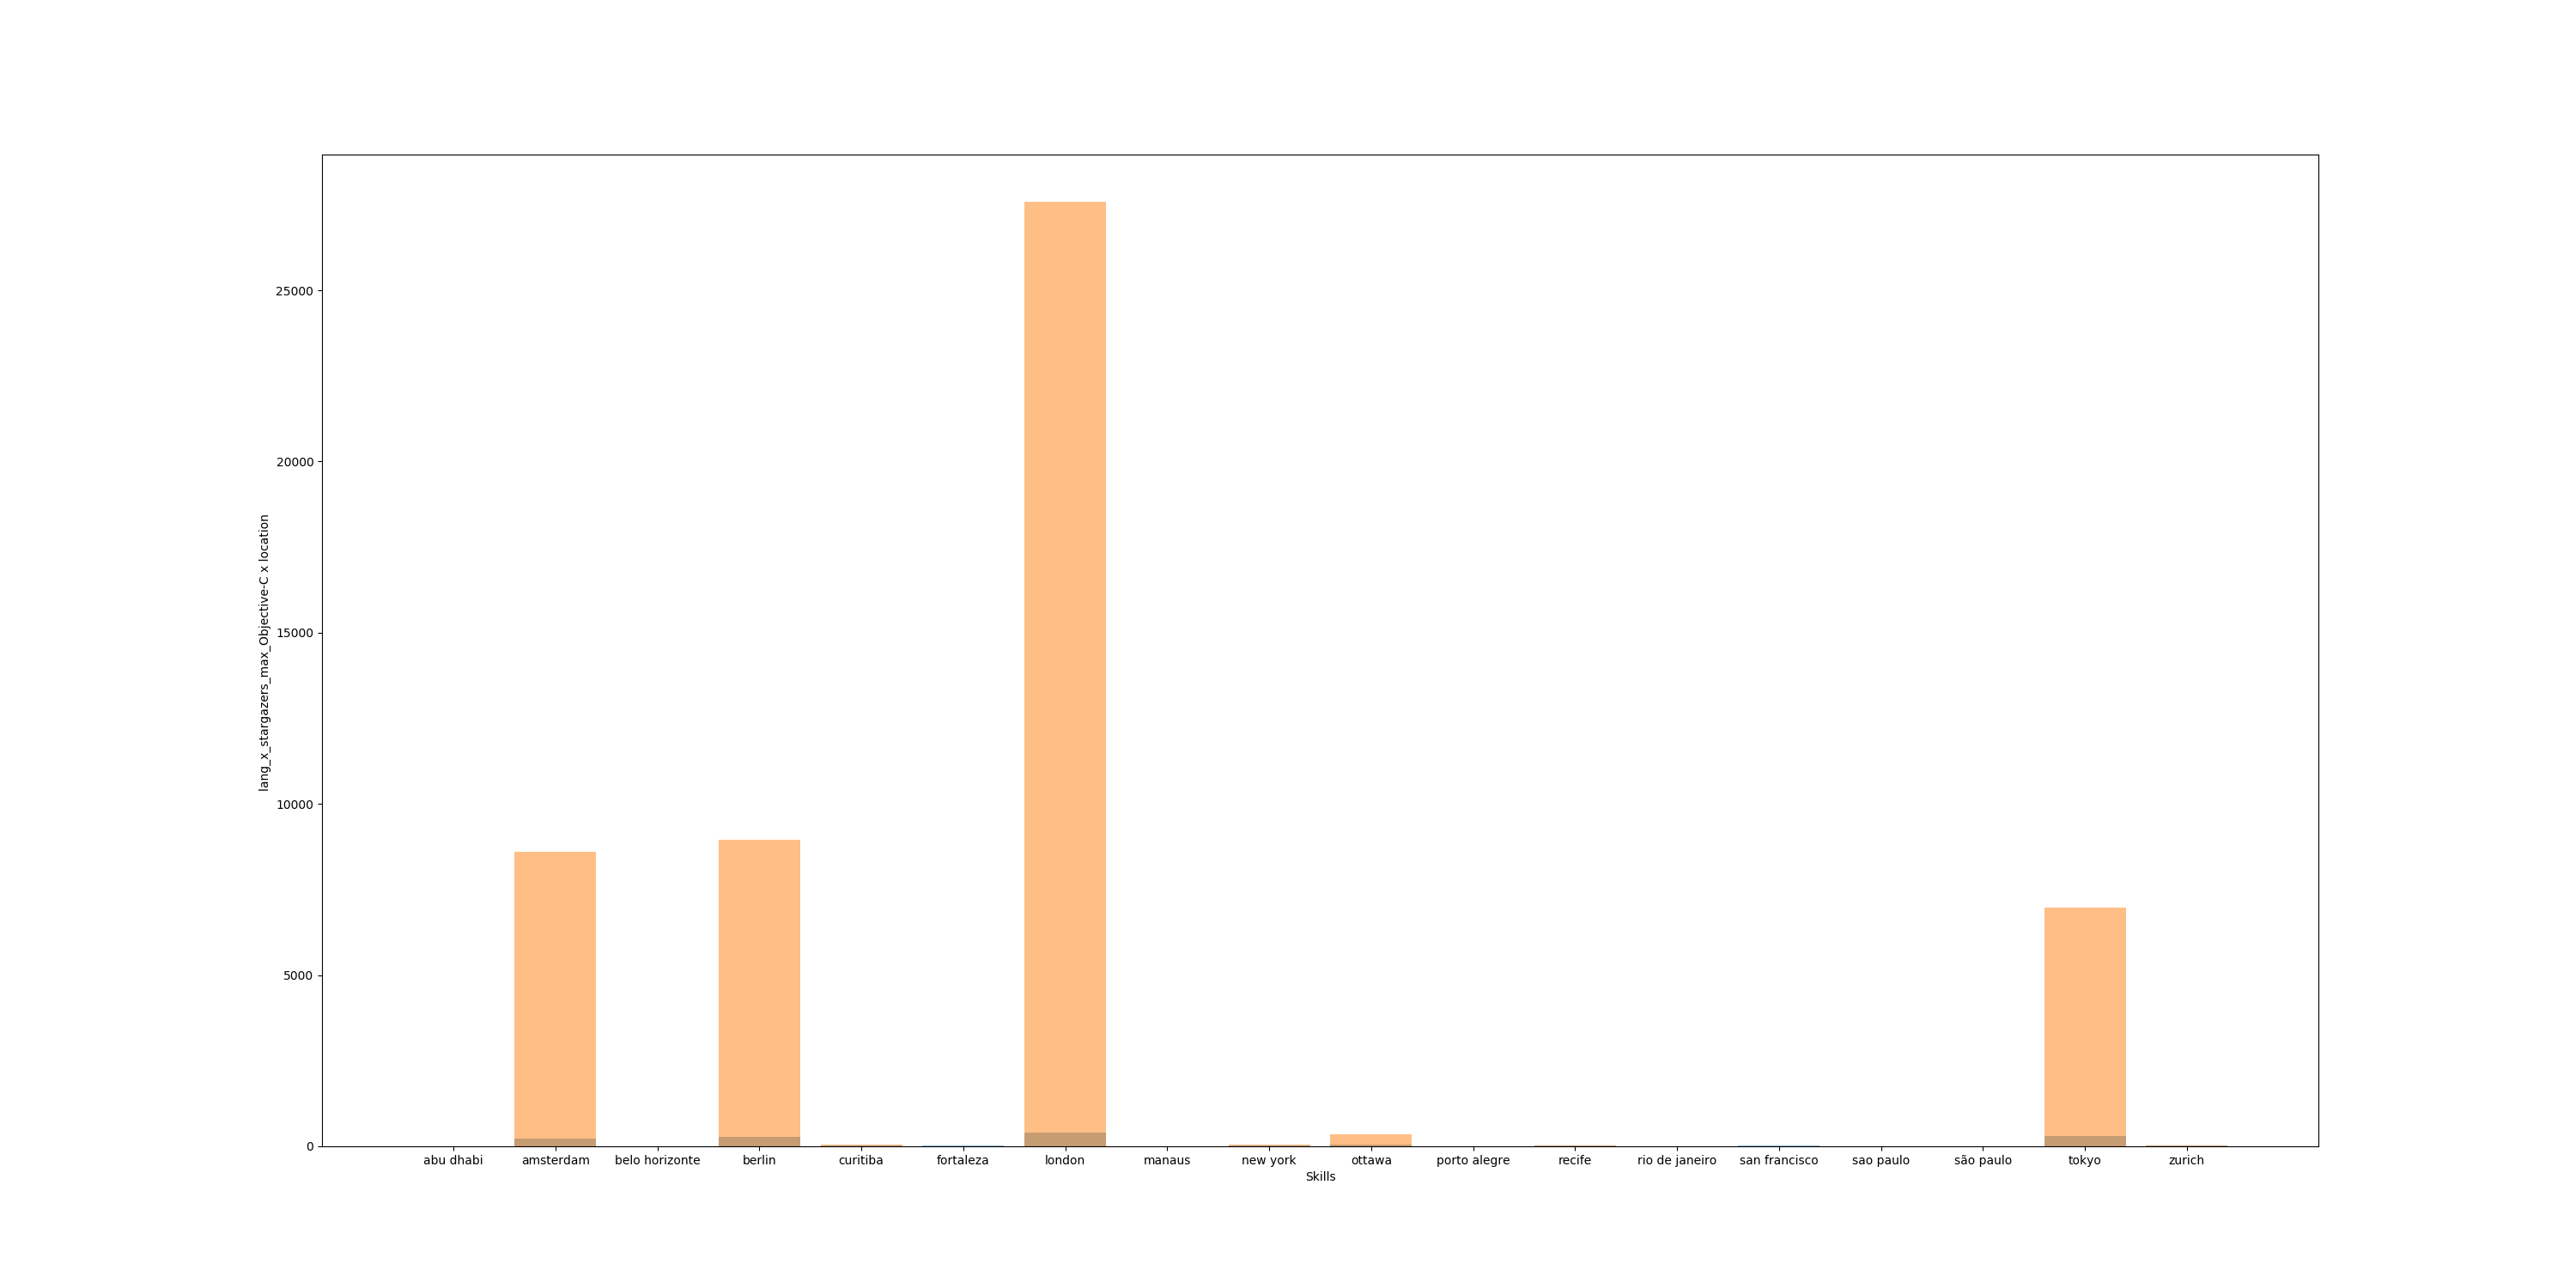 25000
20000
15000
10000
5000
0
lang_x_stargazers_max_Objective-C x location
abu dhabi amsterdam belo horizonte berlin curitiba fortaleza london manaus new york ottawa porto alegre recife rio de janeiro san francisco sao paulo são paulo tokyo zurich
Skills